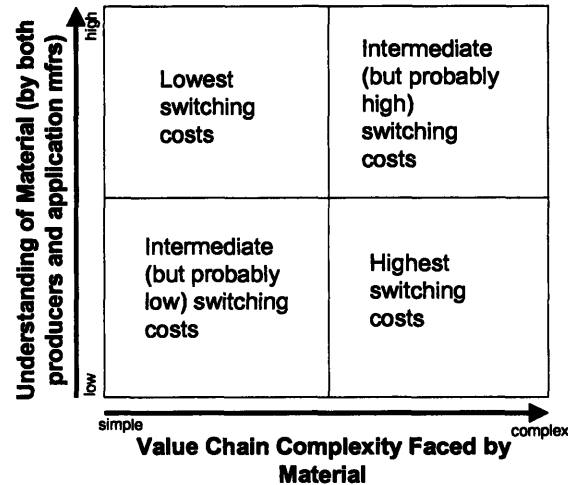 Understanding of Material (by both
producers and application mfrs)
high
low
Lowest
switching
costs
Intermediate
(but probably
high)
switching
costs
Intermediate
(but probably
low) switching
costs
Highest
switching
costs
simple
complex
Value Chain Complexity Faced by
Material